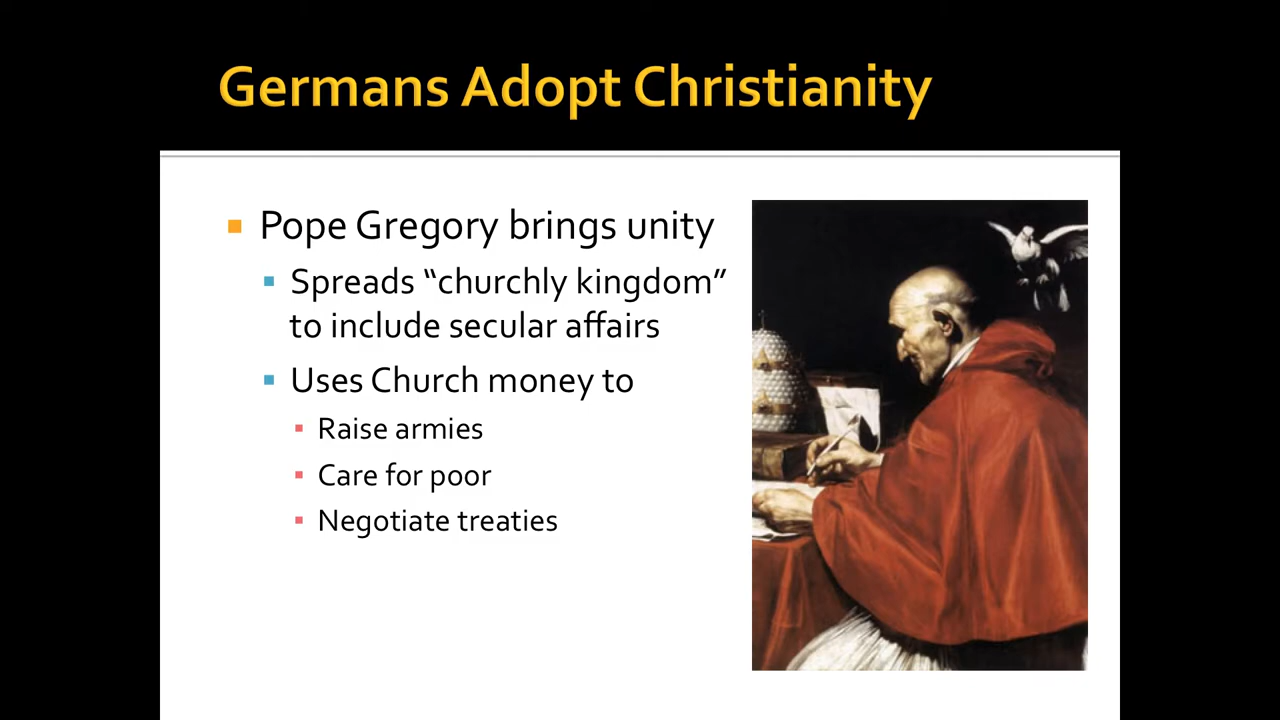 Germans Adopt Christianity
Pope Gregory brings unity
Spreads “churchly kingdom”
to include secular affairs
Uses Church money to
Raise armies
Care for poor
Negotiate treaties